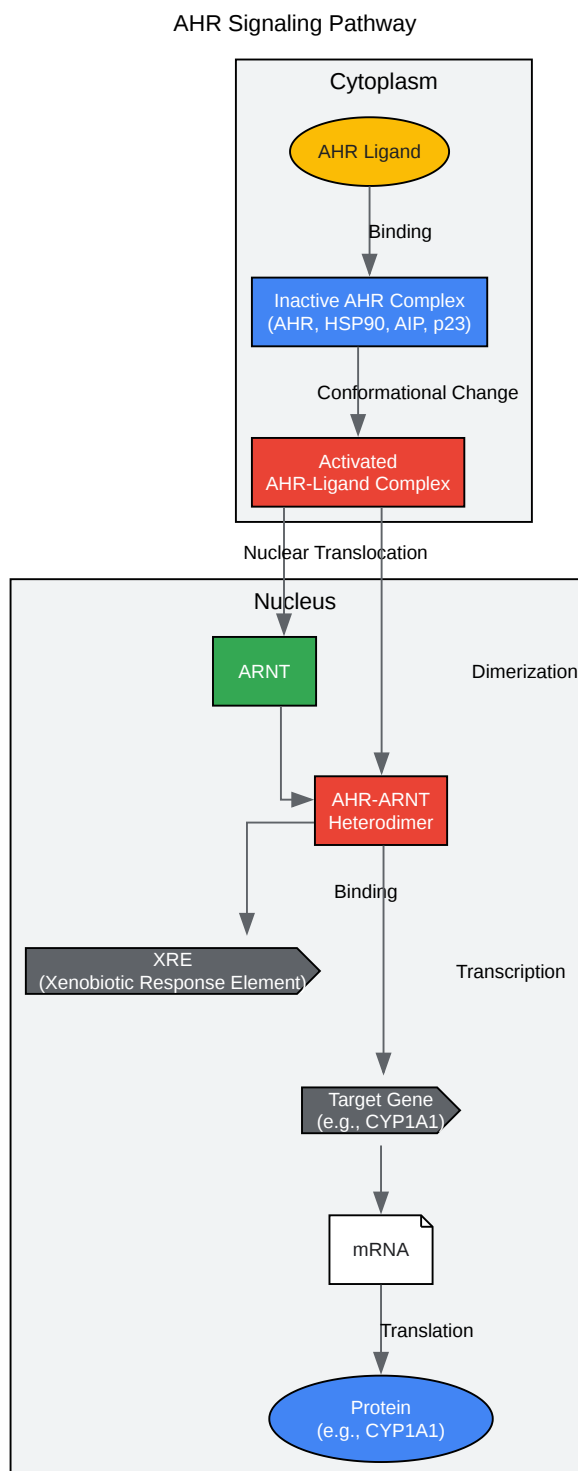 AHR Signaling Pathway
Cytoplasm
AHR Ligand
Binding
Inactive AHR Complex
(AHR, HSP90, AIP, p23)
Conformational Change
Activated
AHR-Ligand Complex
Nuclear Translocation
Nucleus
ARNT
Dimerization
AHR-ARNT
Heterodimer
Binding
XRE
(Xenobiotic Response Element)
Transcription
Target Gene
(e.g., CYP1A1)
mRNA
Translation
Protein
(e.g., CYP1A1)